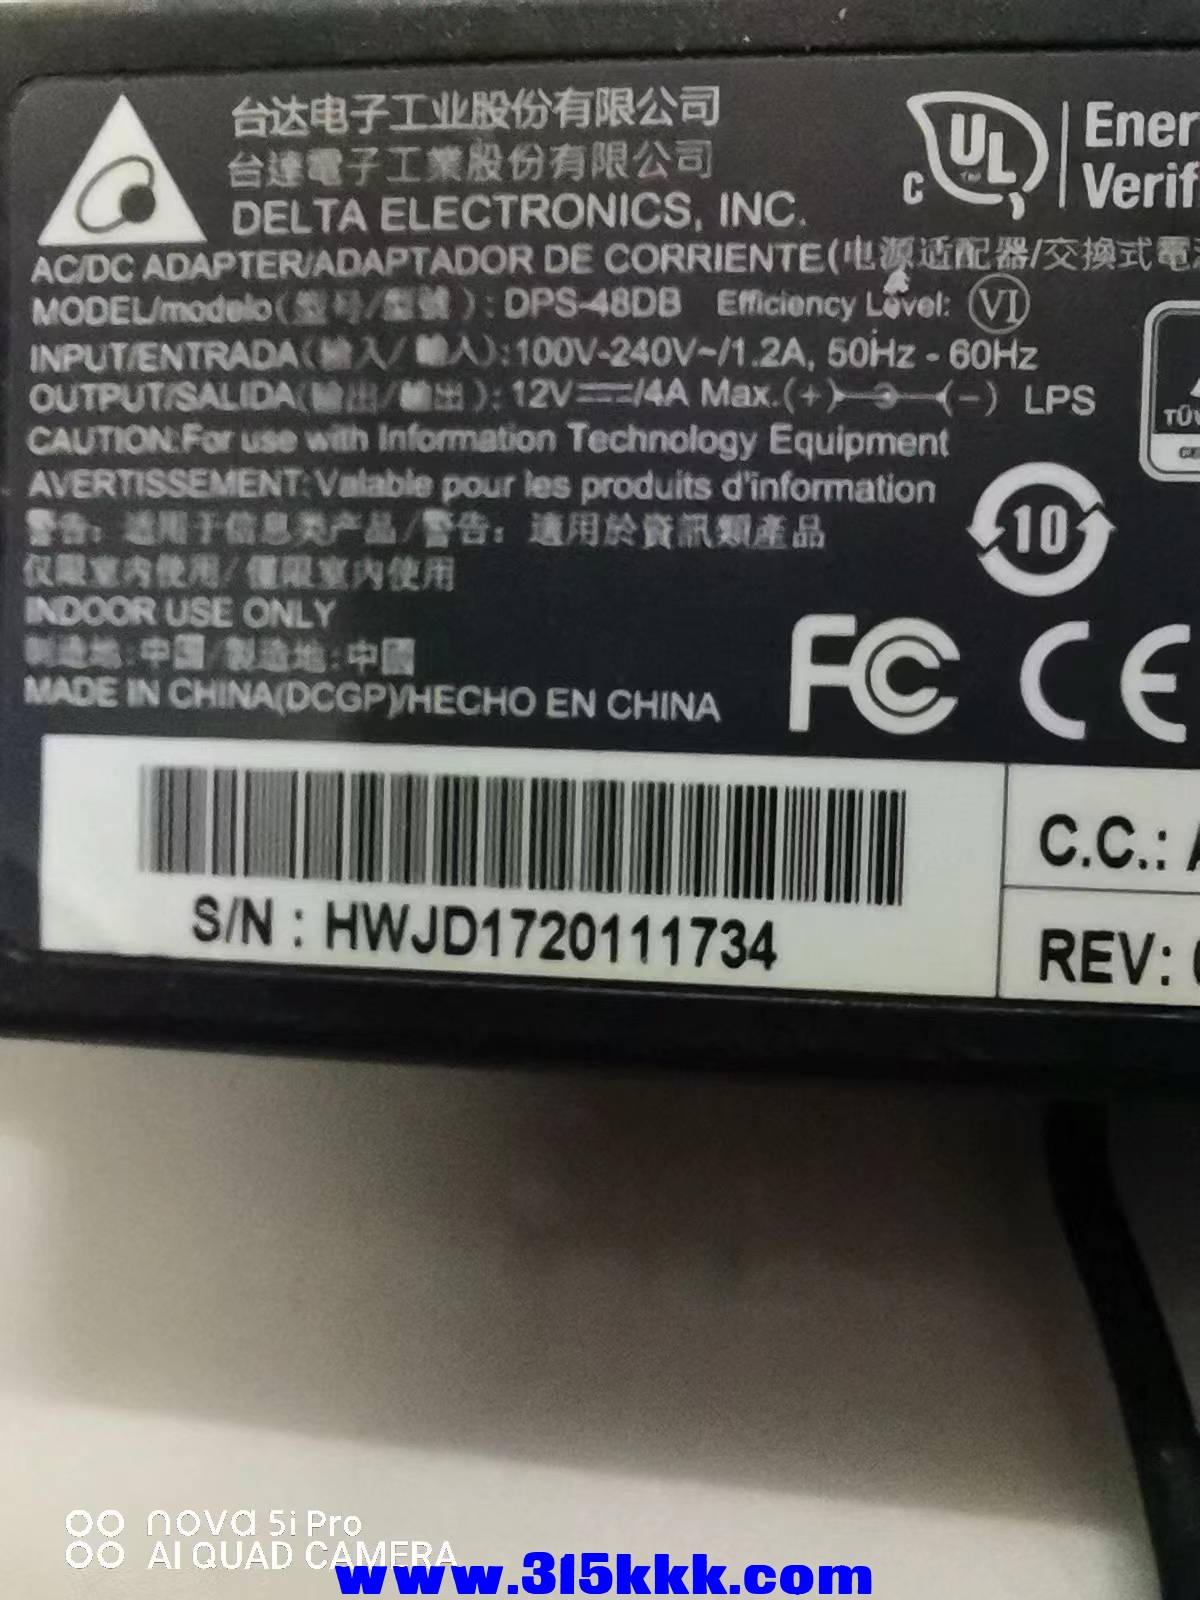 台达电子工业股份有限公司
台達電子工業股份有限公司
DELTA ELECTRONICS, INC.
UL
C
Ener
Verif
AC/DC ADAPTER/ADAPTADOR DE CORRIENTE(电源适配器/交換式電
MODEL/modelo(型号/型號): DPS-48DB Efficiency Level: VI
INPUT/ENTRADA(输入/輸入):100V-240V~/1.2A, 50Hz - 60Hz
OUTPUT/SALIDA(输出/輸出): 12V⎓/4A Max.(+) (-) LPS
TÜV
CAUTION:For use with Information Technology Equipment
AVERTISSEMENT: Valable pour les produits d'information
警告: 适用于信息类产品/警告: 適用於資訊類產品
10
仅限室内使用/僅限室內使用
INDOOR USE ONLY
制造地:中国/製造地:中國
MADE IN CHINA(DCGP)/HECHO EN CHINA
FC CE
C.C.:
S/N : HWJD1720111734
REV:
nova 5i Pro
AI QUAD CAMERA
www.315kkk.com